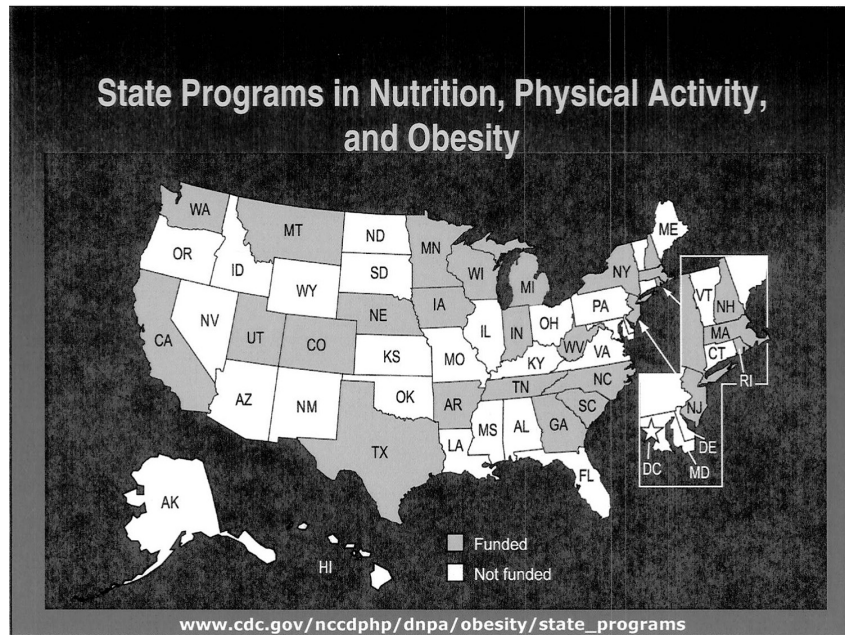 State Programs in Nutrition, Physical Activity,
and Obesity
WA
MT
ND
MN
ME
OR
ID
SD
WI
MI
NY
WY
IA
NE
PA
VT
NH
NV
IL
IN
OH
MA
CA
UT
CO
WV
VA
CT
KS
MO
KY
RI
NC
TN
AZ
NM
OK
AR
SC
NJ
MS
AL
GA
DE
TX
LA
DC
MD
FL
AK
HI
Funded
Not funded
www.cdc.gov/nccdphp/dnpa/obesity/state_programs